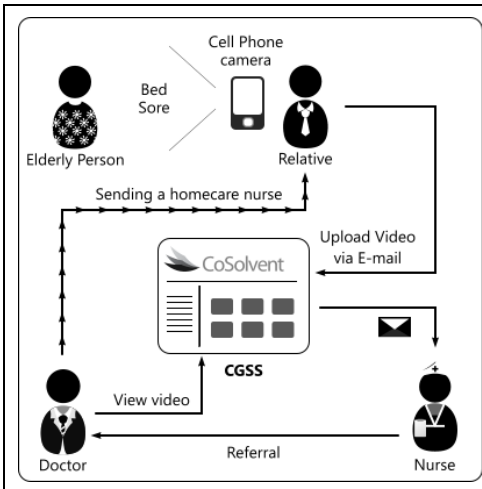 Cell Phone
camera
Bed
Sore
Elderly Person
Relative
Sending a homecare nurse
Upload Video
via E-mail
CoSolvent
CGSS
View video
Referral
Doctor
Nurse